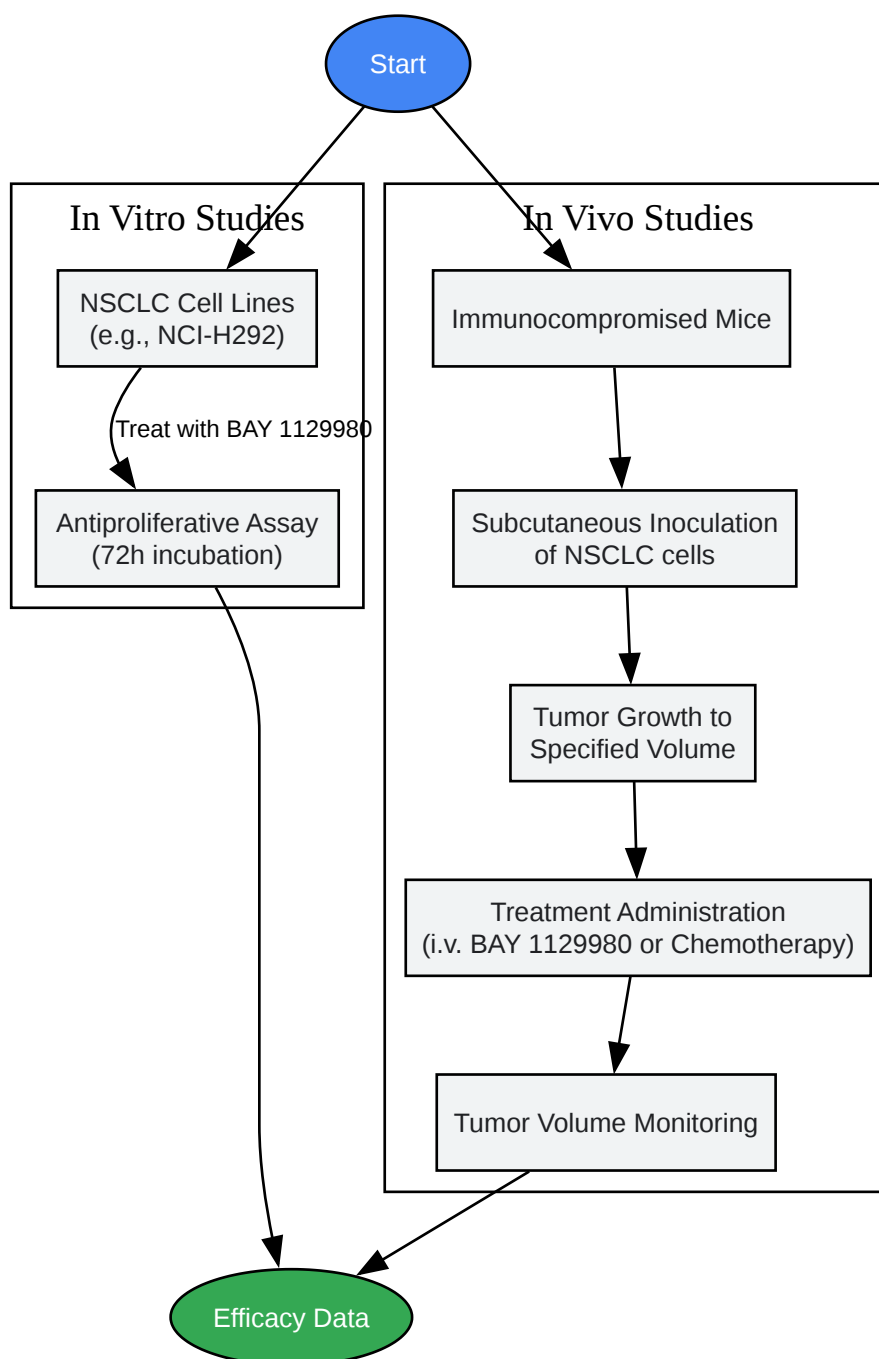 Start
In Vitro Studies
NSCLC Cell Lines
(e.g., NCI-H292)
Treat with BAY 1129980
Antiproliferative Assay
(72h incubation)
In Vivo Studies
Immunocompromised Mice
Subcutaneous Inoculation
of NSCLC cells
Tumor Growth to
Specified Volume
Treatment Administration
(i.v. BAY 1129980 or Chemotherapy)
Tumor Volume Monitoring
Efficacy Data